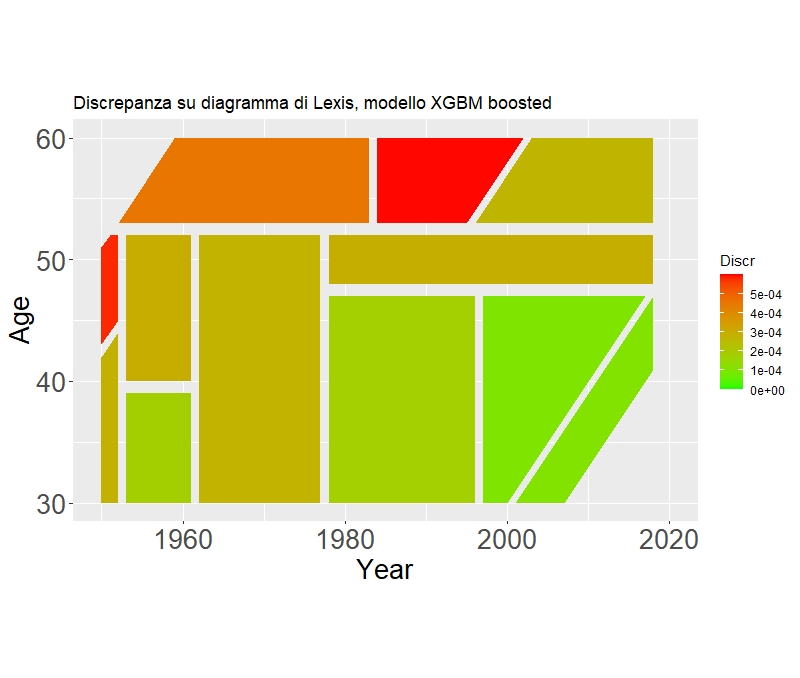 Discrepanza su diagramma di Lexis, modello XGBM boosted
60
50
40
30
Age
1960 1980 2000 2020
Year
Discr
5e-04
4e-04
3e-04
2e-04
1e-04
0e+00